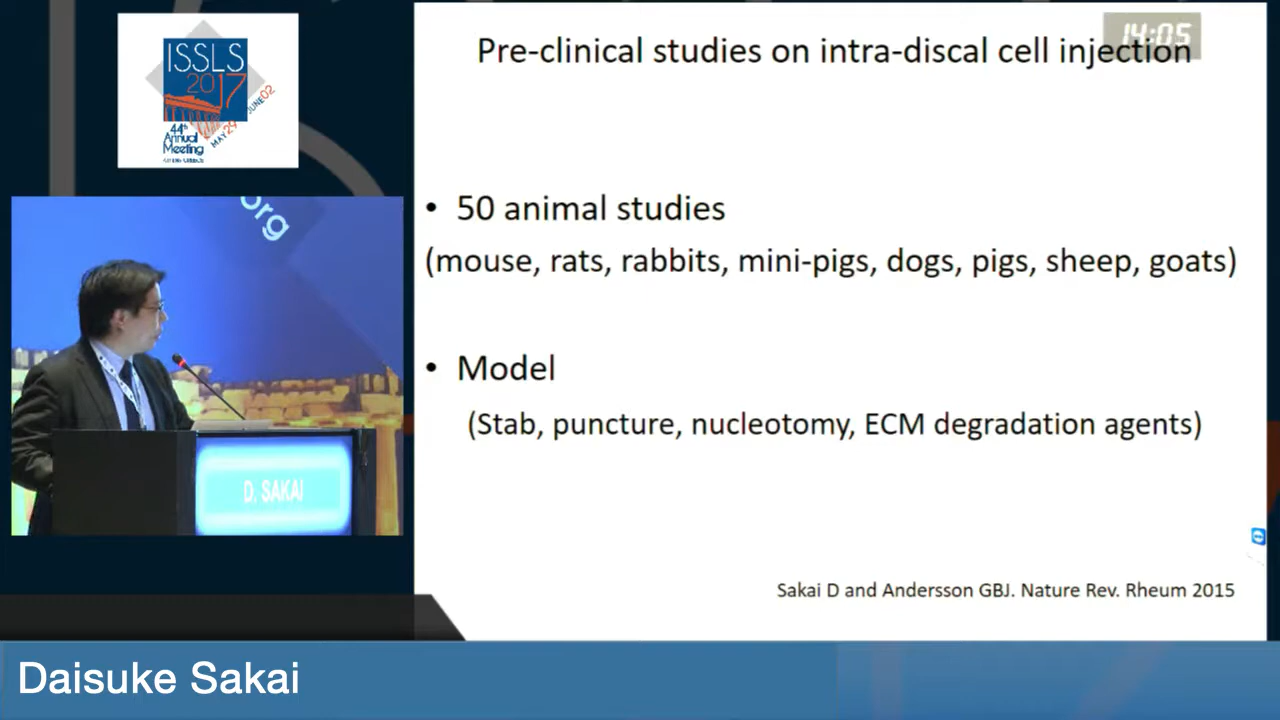 ISSLS
2017
44th
Annual
Meeting
JUNE 02
org
D. SAKAI
14:05
Pre-clinical studies on intra-discal cell injection
• 50 animal studies
(mouse, rats, rabbits, mini-pigs, dogs, pigs, sheep, goats)
• Model
(Stab, puncture, nucleotomy, ECM degradation agents)
Sakai D and Andersson GBJ. Nature Rev. Rheum 2015
Daisuke Sakai